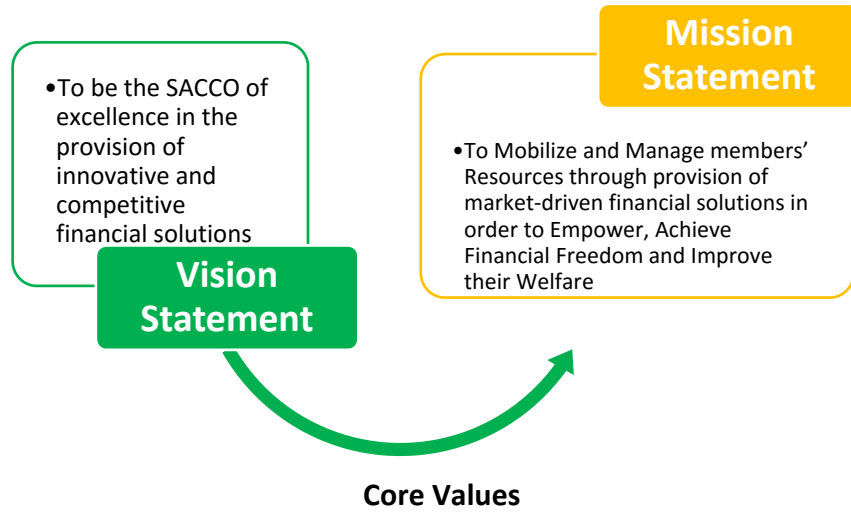 •To be the SACCO of
excellence in the
provision of
innovative and
competitive
financial solutions
Vision
Statement
Mission
Statement
•To Mobilize and Manage members’
Resources through provision of
market-driven financial solutions in
order to Empower, Achieve
Financial Freedom and Improve
their Welfare
Core Values